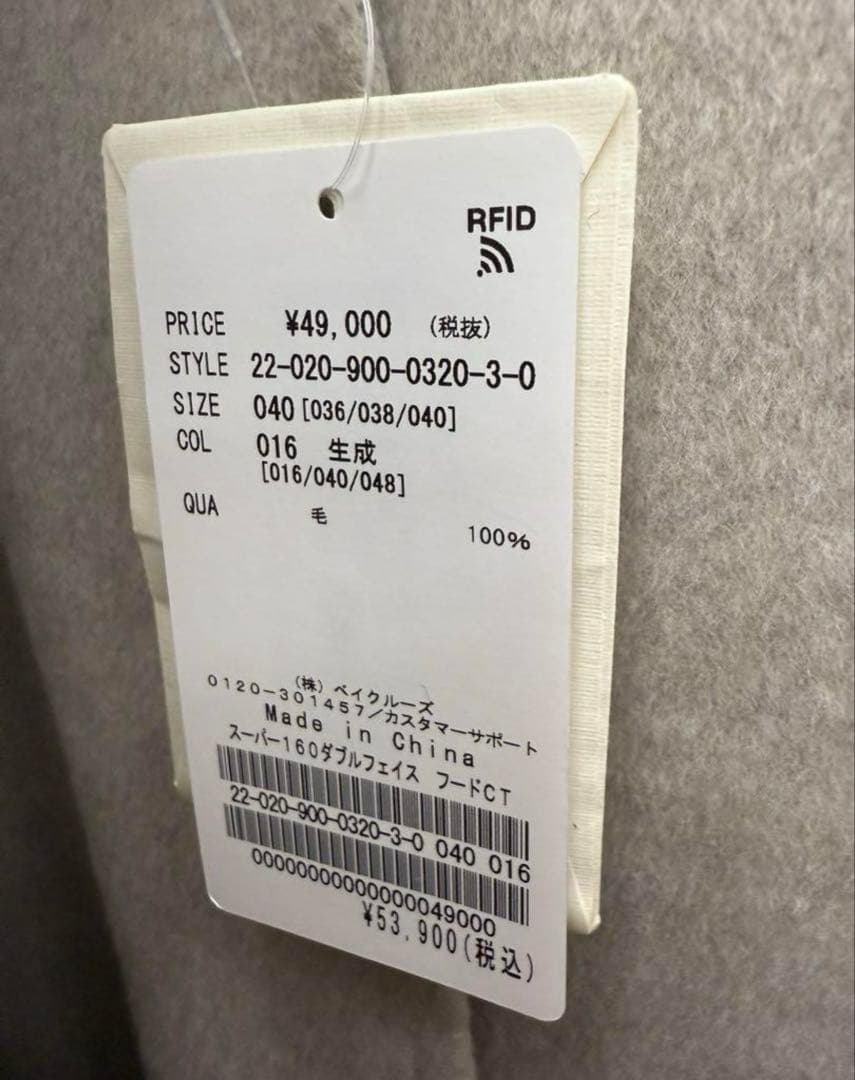 RFID
PRICE ¥49,000 (税抜)
STYLE 22-020-900-0320-3-0
SIZE 040 [036/038/040]
COL 016 生成
[016/040/048]
QUA 毛 100%
(株) ベイクルーズ
0120-301457/カスタマーサポート
Made in China
スーパー160ダブルフェイス フードCT
22-020-900-0320-3-0 040 016
0000000000000049000
¥53,900(税込)